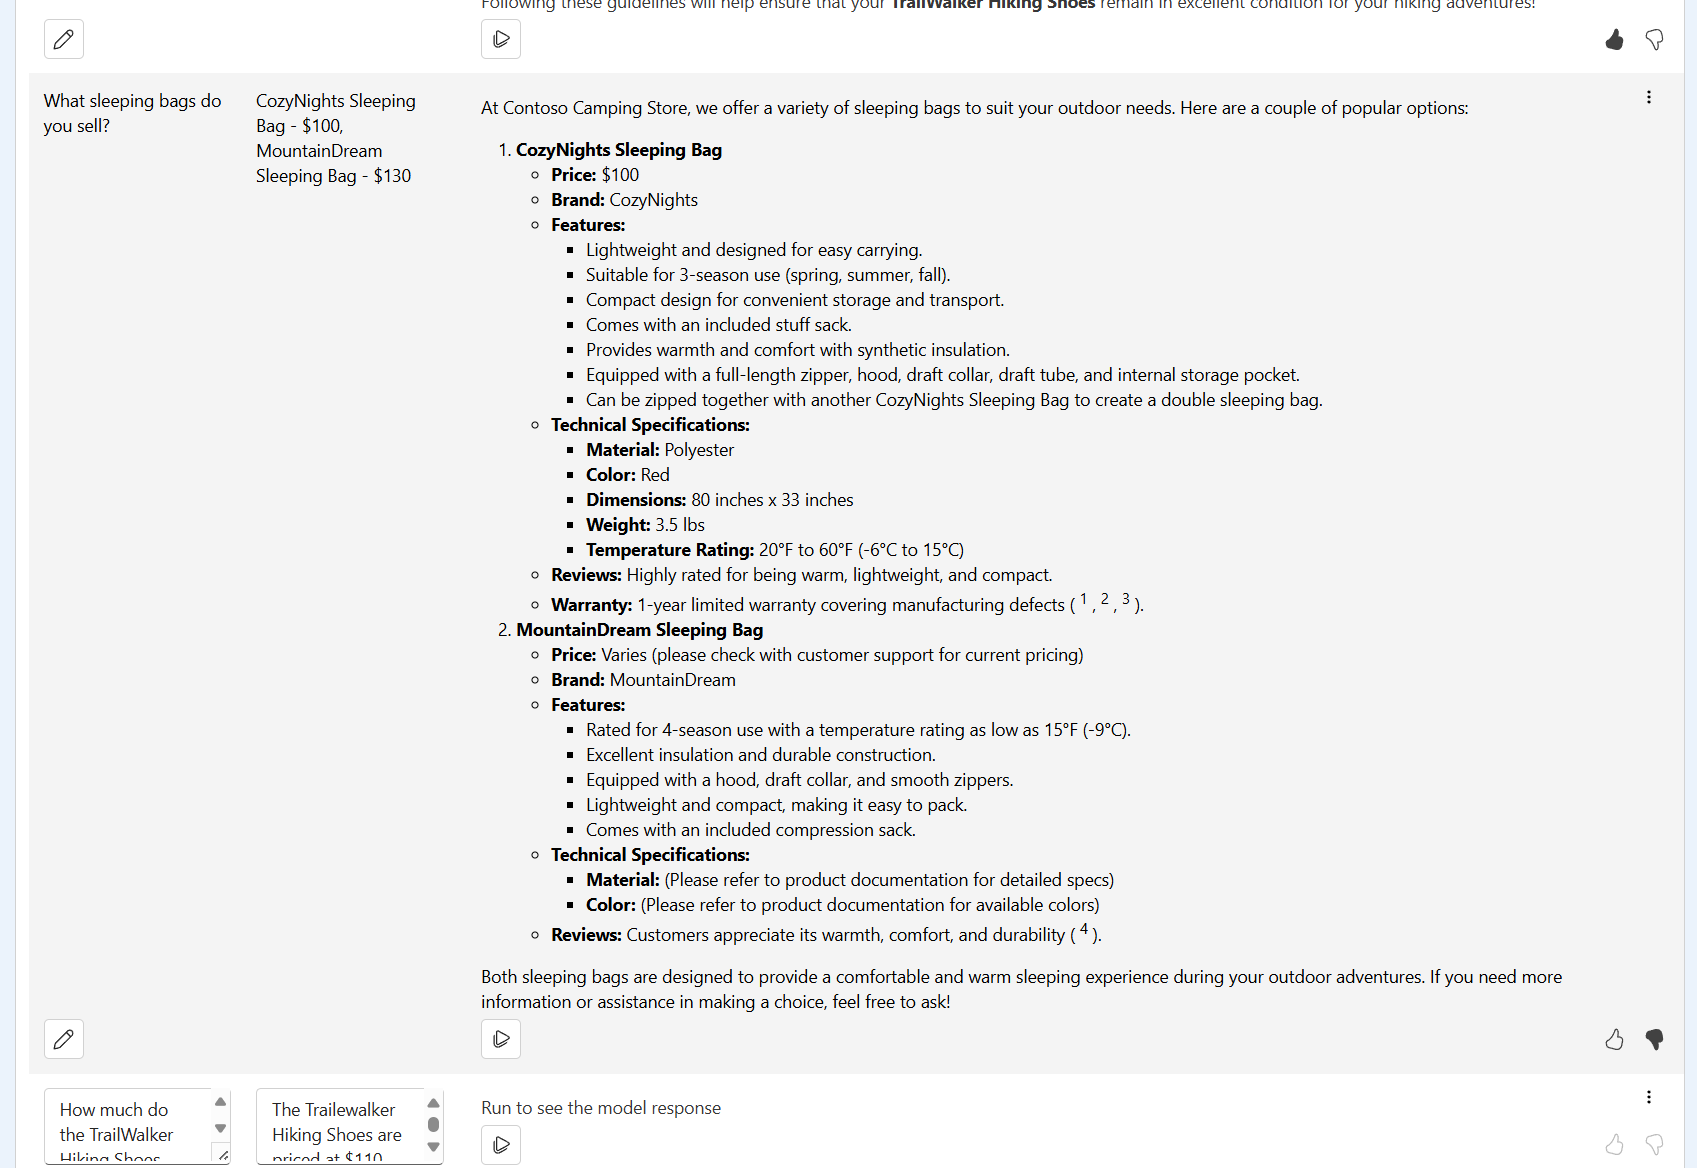 Following these guidelines will help ensure that your TrailWalker Hiking Shoes remain in excellent condition for your hiking adventures!
What sleeping bags do
you sell?
CozyNights Sleeping
Bag - $100,
MountainDream
Sleeping Bag - $130
At Contoso Camping Store, we offer a variety of sleeping bags to suit your outdoor needs. Here are a couple of popular options:
1. CozyNights Sleeping Bag
Price: $100
Brand: CozyNights
Features:
Lightweight and designed for easy carrying.
Suitable for 3-season use (spring, summer, fall).
Compact design for convenient storage and transport.
Comes with an included stuff sack.
Provides warmth and comfort with synthetic insulation.
Equipped with a full-length zipper, hood, draft collar, draft tube, and internal storage pocket.
Can be zipped together with another CozyNights Sleeping Bag to create a double sleeping bag.
Technical Specifications:
Material: Polyester
Color: Red
Dimensions: 80 inches x 33 inches
Weight: 3.5 lbs
Temperature Rating: 20°F to 60°F (-6°C to 15°C)
Reviews: Highly rated for being warm, lightweight, and compact.
Warranty: 1-year limited warranty covering manufacturing defects ( 1 , 2 , 3 ).
2. MountainDream Sleeping Bag
Price: Varies (please check with customer support for current pricing)
Brand: MountainDream
Features:
Rated for 4-season use with a temperature rating as low as 15°F (-9°C).
Excellent insulation and durable construction.
Equipped with a hood, draft collar, and smooth zippers.
Lightweight and compact, making it easy to pack.
Comes with an included compression sack.
Technical Specifications:
Material: (Please refer to product documentation for detailed specs)
Color: (Please refer to product documentation for available colors)
Reviews: Customers appreciate its warmth, comfort, and durability ( 4 ).
Both sleeping bags are designed to provide a comfortable and warm sleeping experience during your outdoor adventures. If you need more
information or assistance in making a choice, feel free to ask!
How much do
the TrailWalker
Hiking Shoes
The Trailewalker
Hiking Shoes are
priced at $110
Run to see the model response